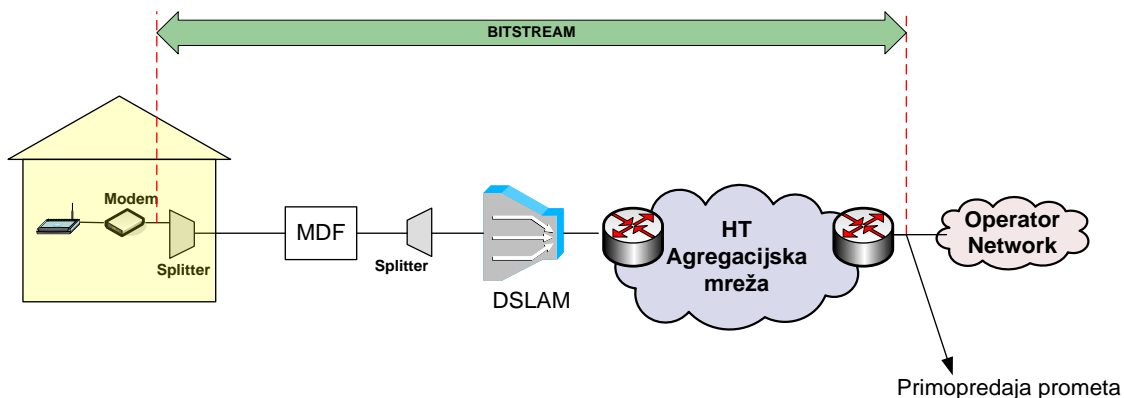 BITSTREAM
Modem
Splitter
MDF
Splitter
DSLAM
HT
Agregacijska
mreža
Operator
Network
Primopredaja prometa